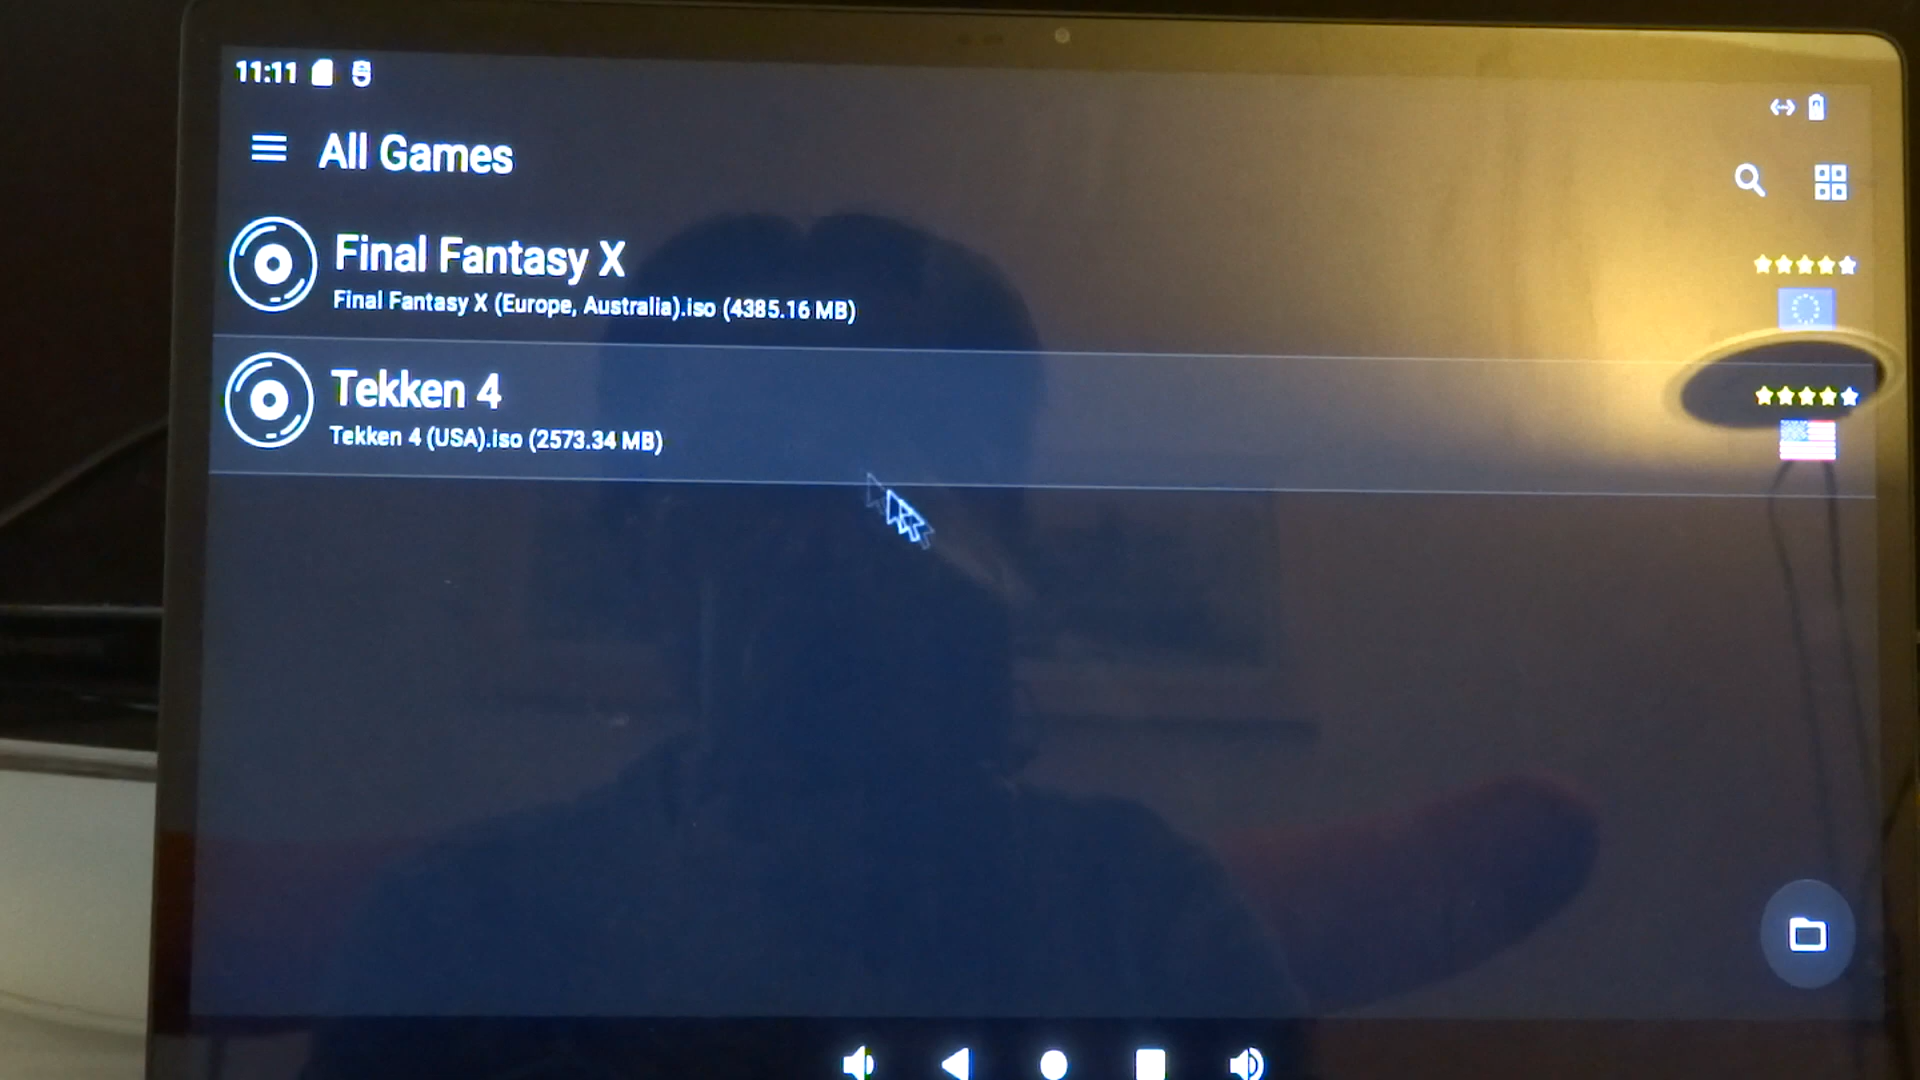 11:11
All Games
Final Fantasy X
Final Fantasy X (Europe, Australia).iso (4385.16 MB)
Tekken 4
Tekken 4 (USA).iso (2573.34 MB)